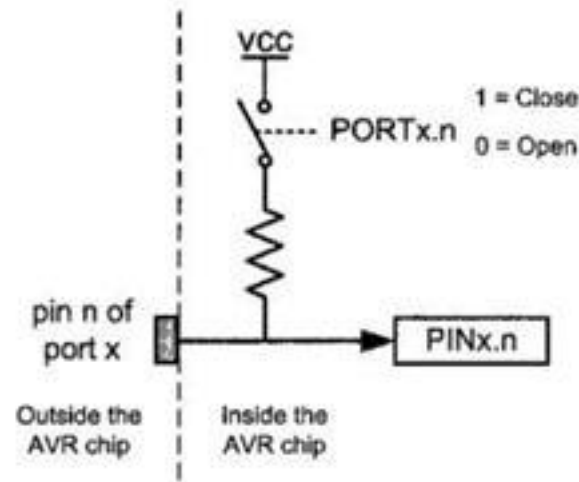 VCC
1 = Close
PORTx.n
0 = Open
pin n of
port x
PINx.n
Outside the
AVR chip
Inside the
AVR chip